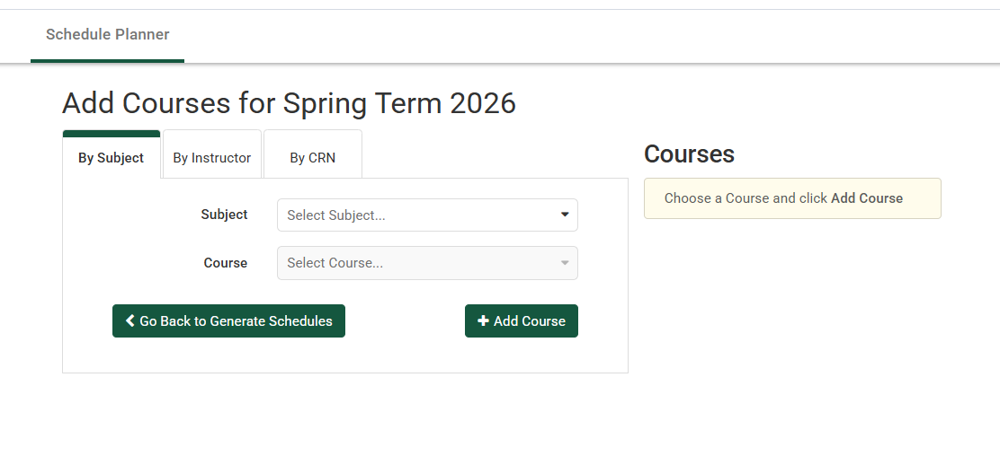 Schedule Planner
Add Courses for Spring Term 2026
By Subject
By Instructor
By CRN
Subject
Select Subject...
Course
Select Course...
Go Back to Generate Schedules
Add Course
Courses
Choose a Course and click Add Course